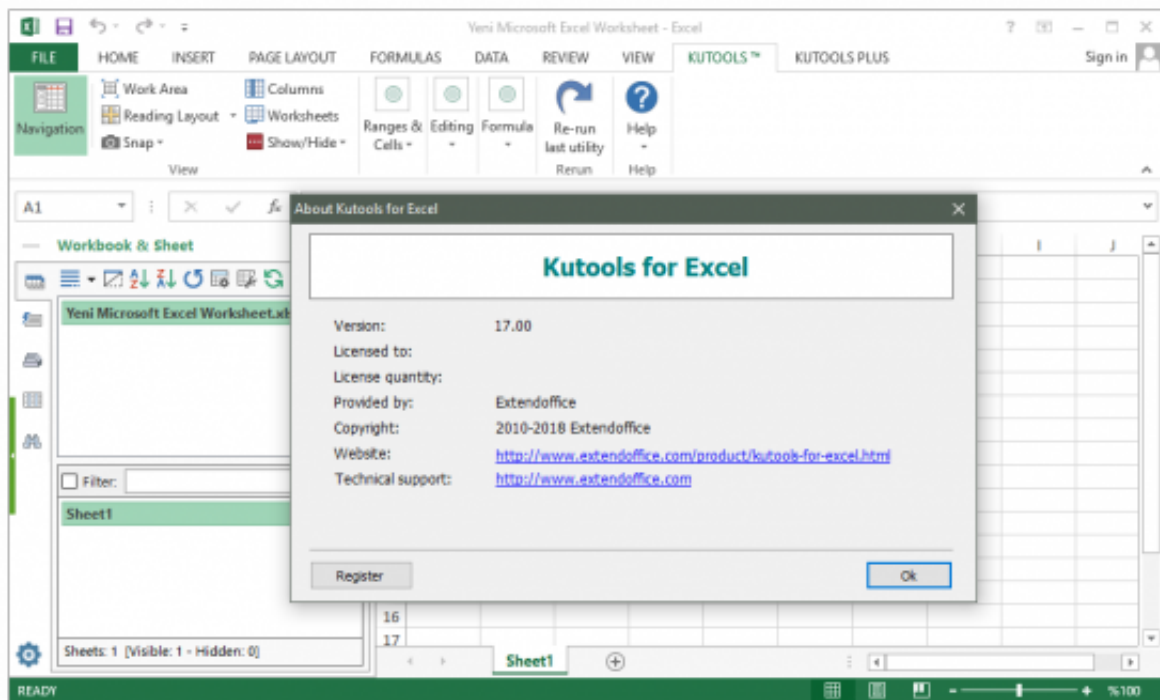 Yeni Microsoft Excel Worksheet - Excel
FILE HOME INSERT PAGE LAYOUT FORMULAS DATA REVIEW VIEW KUTOOLS ™ KUTOOLS PLUS Sign in
Navigation
Work Area
Reading Layout
Snap
Columns
Worksheets
Show/Hide
View
Ranges & Cells
Editing
Formula
Re-run
last utility
Rerun
Help
Help
A1
fx
About Kutools for Excel
Workbook & Sheet
Yeni Microsoft Excel Worksheet.xl
Filter:
Sheet1
Sheets: 1 [Visible: 1 - Hidden: 0]
Kutools for Excel
Version: 17.00
Licensed to:
License quantity:
Provided by: Extendoffice
Copyright: 2010-2018 Extendoffice
Website: http://www.extendoffice.com/product/kutools-for-excel.html
Technical support: http://www.extendoffice.com
Register Ok
I J
16
17
Sheet1
READY %100